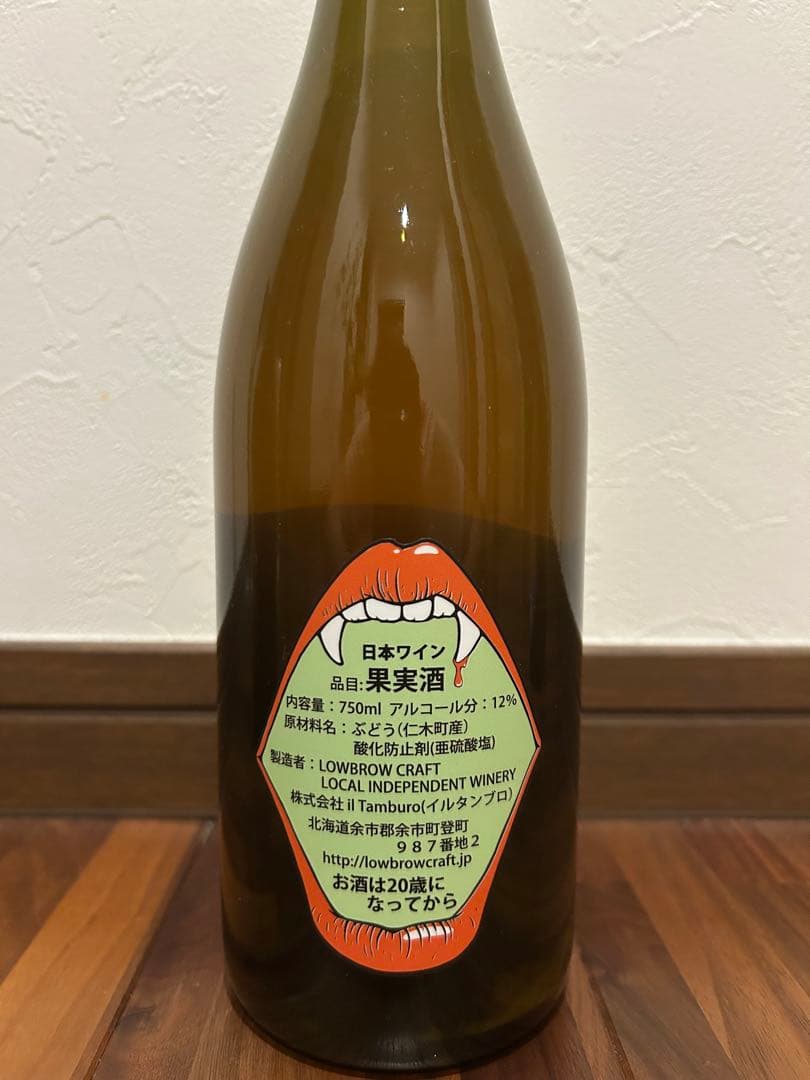 日本ワイン
品目:果実酒
内容量：750ml アルコール分：12%
原材料名：ぶどう(仁木町産)
酸化防止剤(亜硫酸塩)
製造者：LOWBROW CRAFT
LOCAL INDEPENDENT WINERY
株式会社 il Tamburo(イルタンブロ)
北海道余市郡余市町登町
９８７番地２
http://lowbrowcraft.jp
お酒は20歳に
なってから